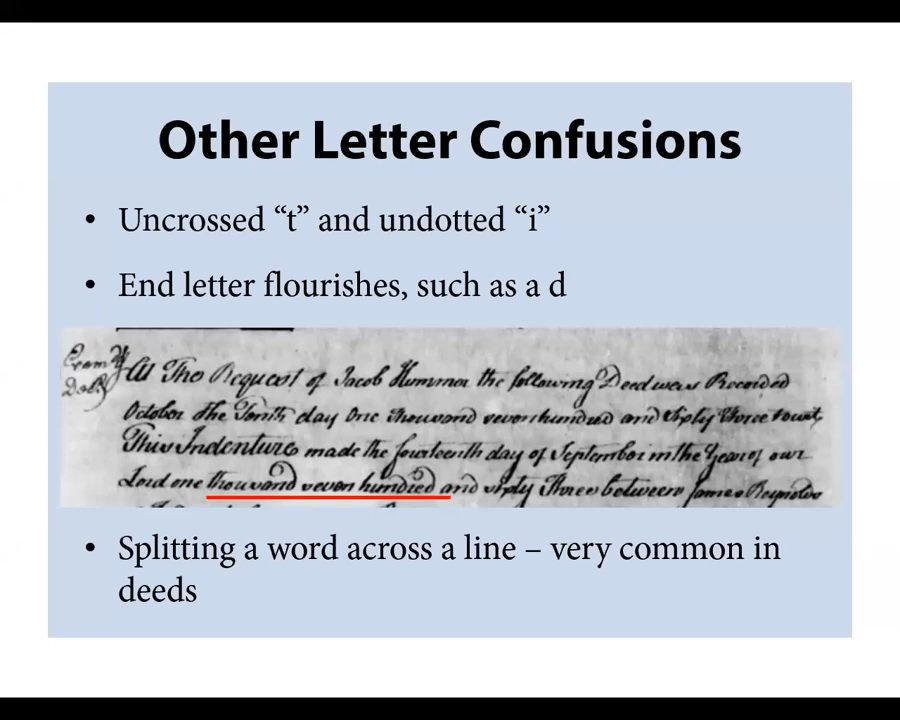 Other Letter Confusions
• Uncrossed “t” and undotted “i”
• End letter flourishes, such as a d
At The Request of Jacob Hummer the following Deed were Recorded
October the Tenth day One thousand seven hundred and Sixty Three
This Indenture made the fourteenth day of September in the Year of our
Lord one thousand seven hundred and sixty Three between James Reynolds
• Splitting a word across a line – very common in
deeds